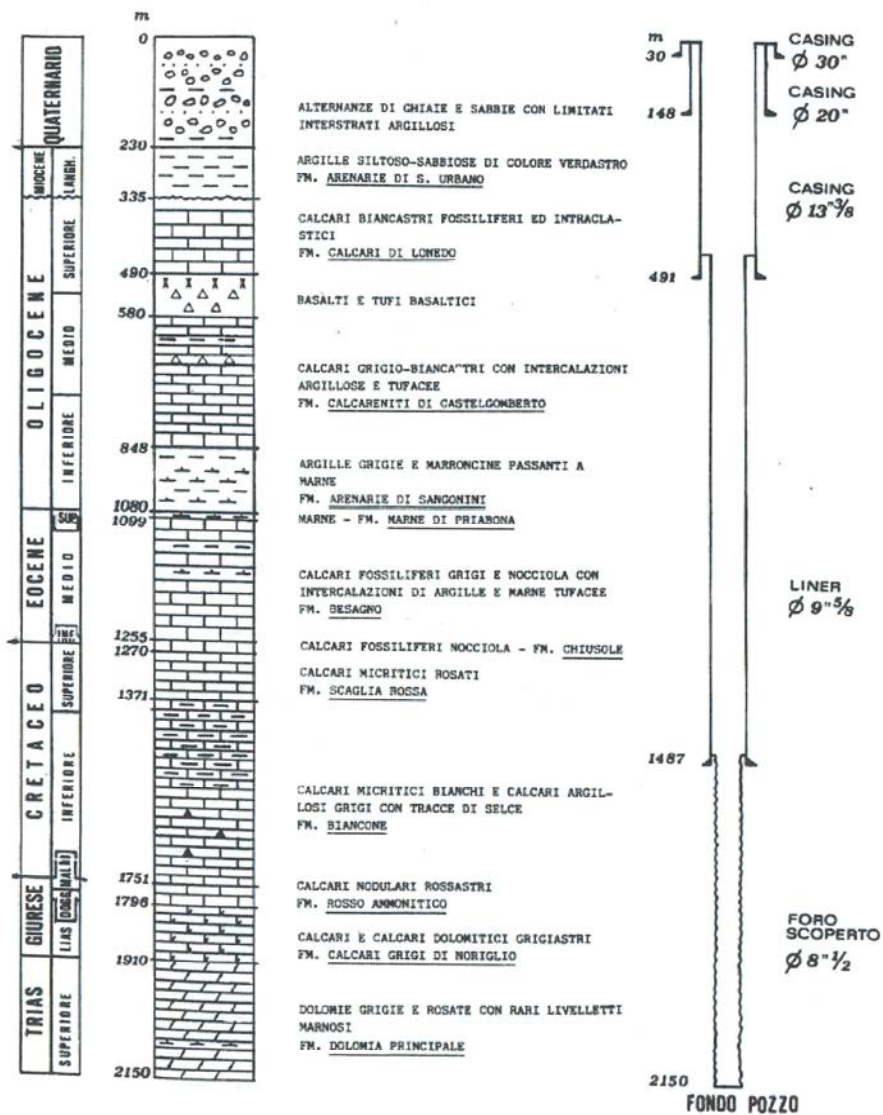 m
0
230
335
490
580
848
1080
1099
1255
1270
1371
1751
1796
1910
2150
QUATERNARIO
MIOCENE
LANGH.
OLIGOCENE
SUPERIORE
MEDIO
INFERIORE
EOCENE
SUP.
MEDIO
INF.
CRETACEO
SUPERIORE
INFERIORE
GIURESE
MALM
DOGG
LIAS
TRIAS
SUPERIORE
ALTERNANZE DI GHIAIE E SABBIE CON LIMITATI
INTERSTRATI ARGILLOSI
ARGILLE SILTOSO-SABBIOSE DI COLORE VERDASTRO
FM. ARENARIE DI S. URBANO
CALCARI BIANCASTRI FOSSILIFERI ED INTRACLA-
STICI
FM. CALCARI DI LONEDO
BASALTI E TUFI BASALTICI
CALCARI GRIGIO-BIANCA TRI CON INTERCALAZIONI
ARGILLOSE E TUFACEE
FM. CALCARENITI DI CASTELGOMBERTO
ARGILLE GRIGIE E MARRONCINE PASSANTI A
MARNE
FM. ARENARIE DI SANGONINI
MARNE - FM. MARNE DI PRIABONA
CALCARI FOSSILIFERI GRIGI E NOCCIOLA CON
INTERCALAZIONI DI ARGILLE E MARNE TUFACEE
FM. BESAGNO
CALCARI FOSSILIFERI NOCCIOLA - FM. CHIUSOLE
CALCARI MICRITICI ROSATI
FM. SCAGLIA ROSSA
CALCARI MICRITICI BIANCHI E CALCARI ARGIL-
LOSI GRIGI CON TRACCE DI SELCE
FM. BIANCONE
CALCARI NODULARI ROSSASTRI
FM. ROSSO AMMONITICO
CALCARI E CALCARI DOLOMITICI GRIGIASTRI
FM. CALCARI GRIGI DI NORIGLIO
DOLOMIE GRIGIE E ROSATE CON RARI LIVELLETTI
MARNOSI
FM. DOLOMIA PRINCIPALE
m
30
148
491
1487
2150
CASING
Ø 30"
CASING
Ø 20"
CASING
Ø 13"3/8
LINER
Ø 9"5/8
FORO
SCOPERTO
Ø 8"1/2
FONDO POZZO